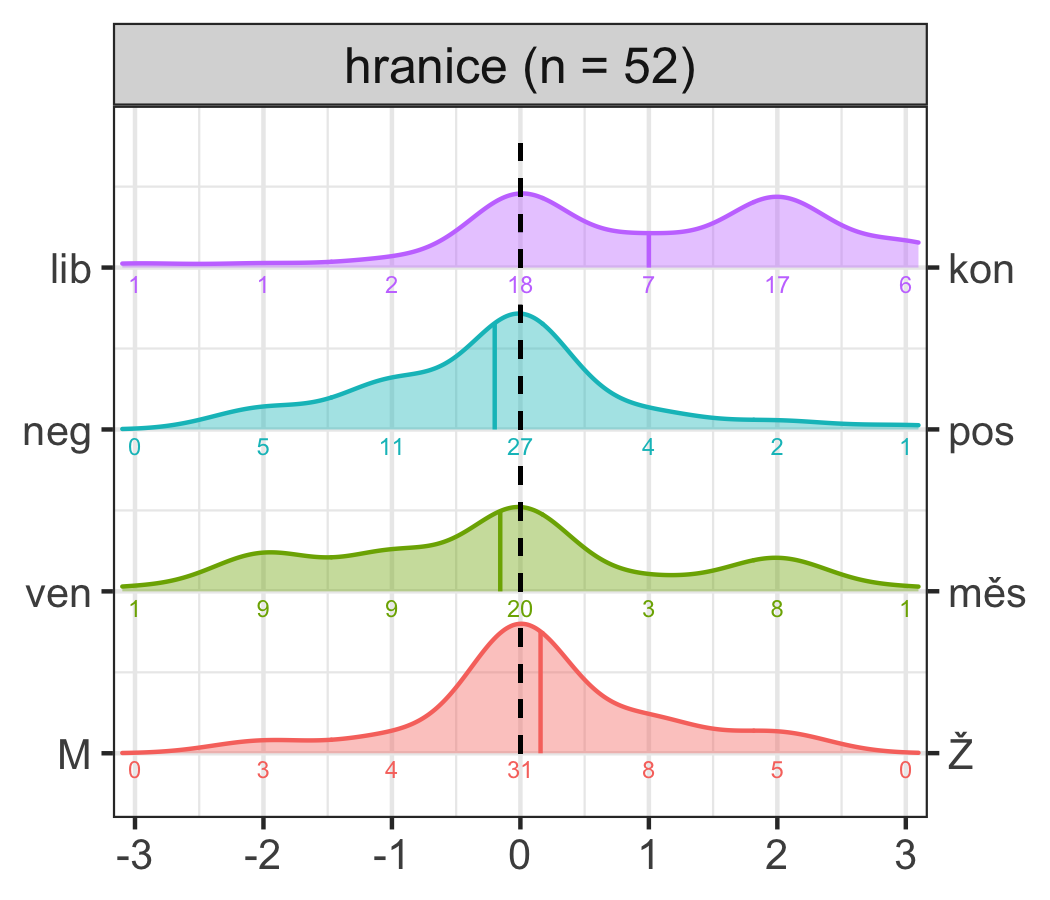 hranice (n = 52)
lib kon
1 1 2 18 7 17 6
neg pos
0 5 11 27 4 2 1
ven měs
1 9 9 20 3 8 1
M Ž
0 3 4 31 8 5 0
-3 -2 -1 0 1 2 3